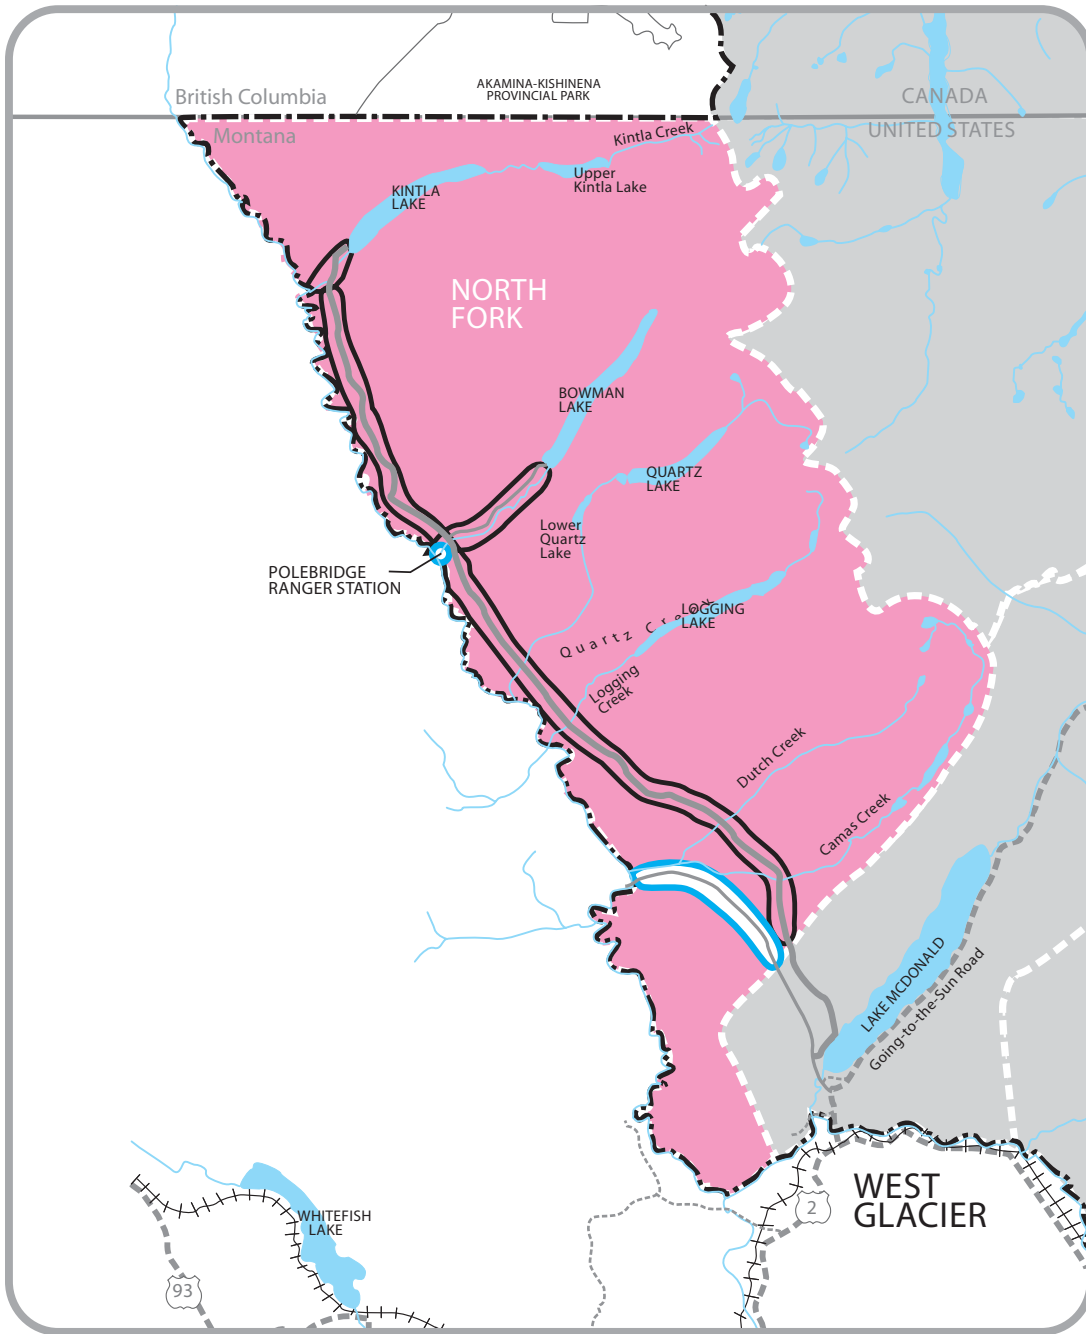 AKAMINA-KISHINENA
PROVINCIAL PARK
British Columbia
CANADA
Montana
UNITED STATES
Kintla Creek
Upper
Kintla Lake
KINTLA
LAKE
NORTH
FORK
BOWMAN
LAKE
QUARTZ
LAKE
Lower
Quartz
Lake
POLEBRIDGE
RANGER STATION
Quartz Creek
LOGGING
LAKE
Logging
Creek
Dutch Creek
Camas Creek
LAKE MCDONALD
Going-to-the-Sun Road
WEST
GLACIER
2
WHITEFISH
LAKE
93